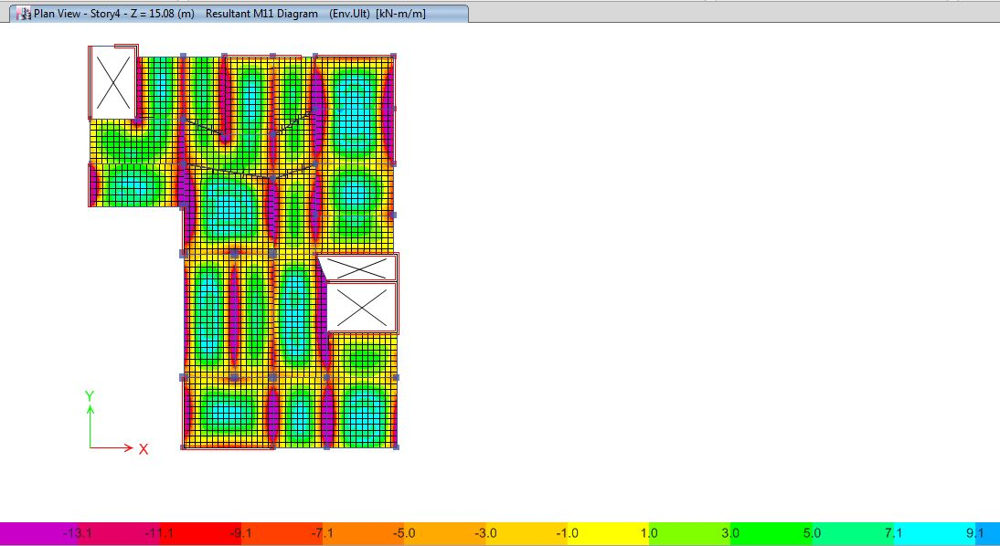 Plan View - Story4 - Z = 15.08 (m)   Resultant M11 Diagram   (Env.Ult)  [kN-m/m]
Y
X
-13.1 -11.1 -9.1 -7.1 -5.0 -3.0 -1.0 1.0 3.0 5.0 7.1 9.1